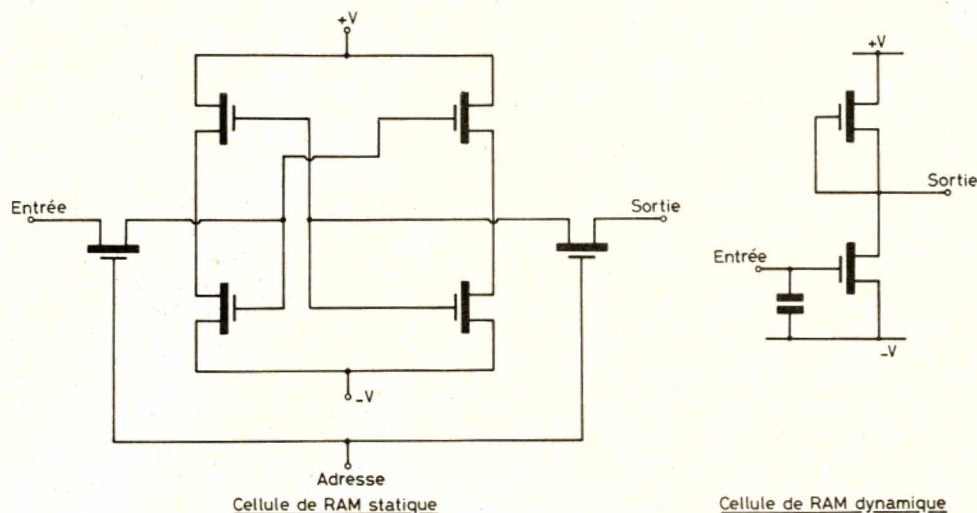 +V
Entrée
Sortie
-V
Adresse
Cellule de RAM statique
+V
Sortie
Entrée
-V
Cellule de RAM dynamique